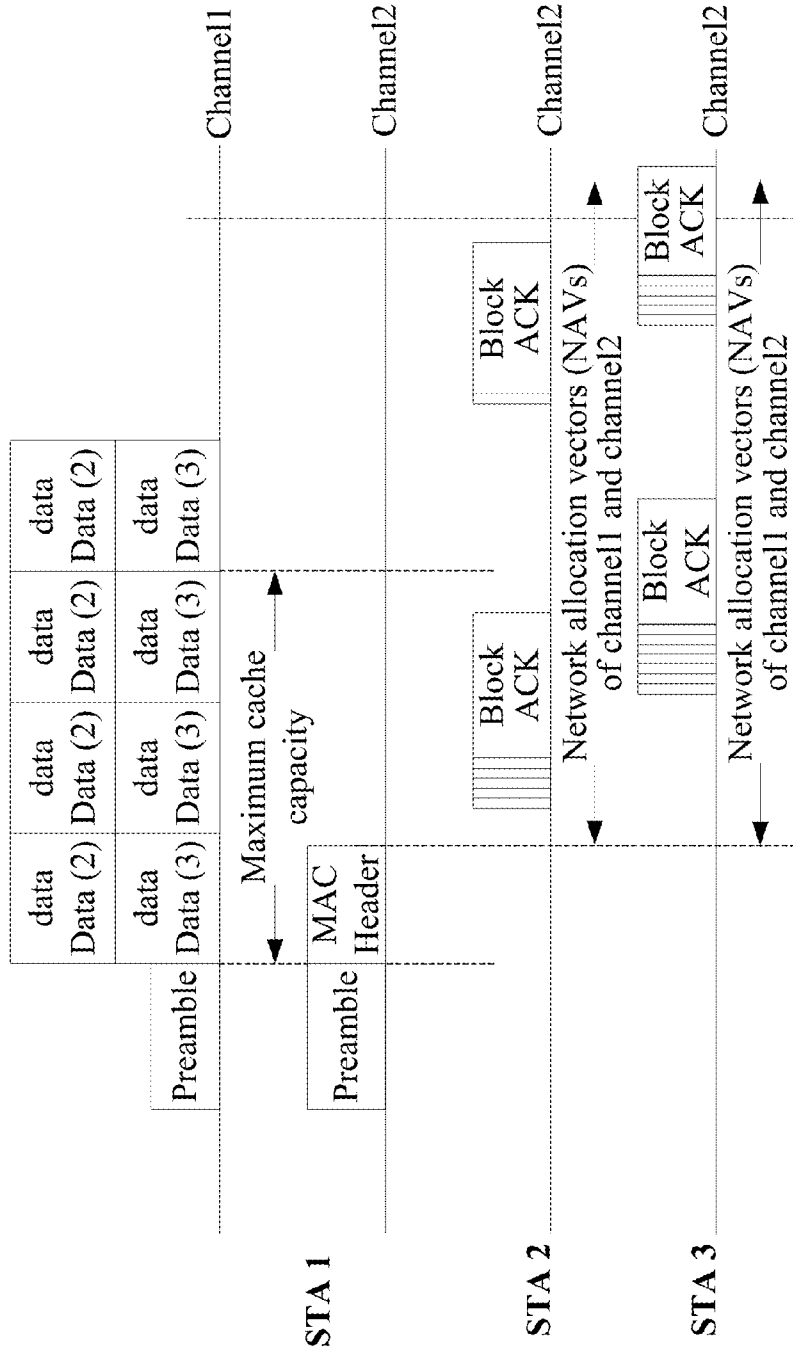 data
Data (2)
data
Data (2)
data
Data (2)
data
Data (2)
Preamble
data
Data (3)
data
Data (3)
data
Data (3)
data
Data (3)
Channel1
Maximum cache
capacity
STA 1
Preamble
MAC
Header
Channel2
STA 2
Block
ACK
Block
ACK
Channel2
Network allocation vectors (NAVs)
of channel1 and channel2
STA 3
Block
ACK
Block
ACK
Channel2
Network allocation vectors (NAVs)
of channel1 and channel2